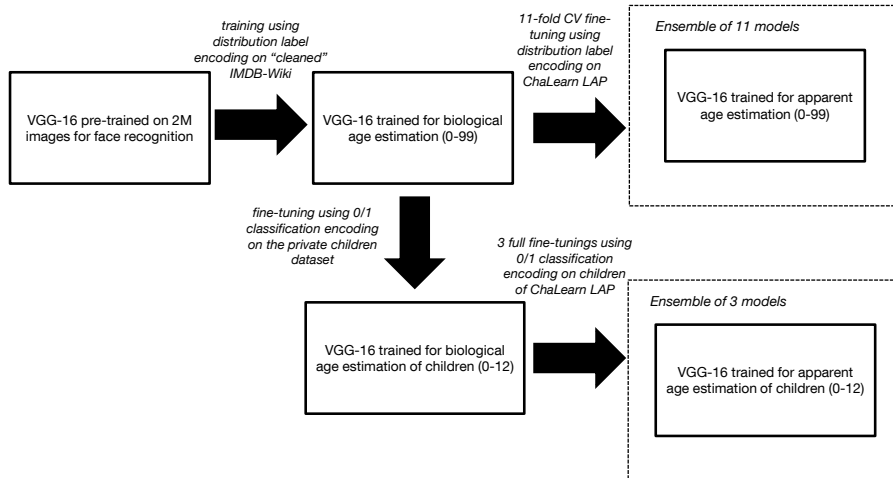 training using
distribution label
encoding on “cleaned”
IMDB-Wiki
11-fold CV fine-
tuning using
distribution label
encoding on
ChaLearn LAP
Ensemble of 11 models
VGG-16 pre-trained on 2M
images for face recognition
VGG-16 trained for biological
age estimation (0-99)
VGG-16 trained for apparent
age estimation (0-99)
fine-tuning using 0/1
classification encoding
on the private children
dataset
3 full fine-tunings using
0/1 classification
encoding on children
of ChaLearn LAP
Ensemble of 3 models
VGG-16 trained for biological
age estimation of children (0-12)
VGG-16 trained for apparent
age estimation of children (0-12)